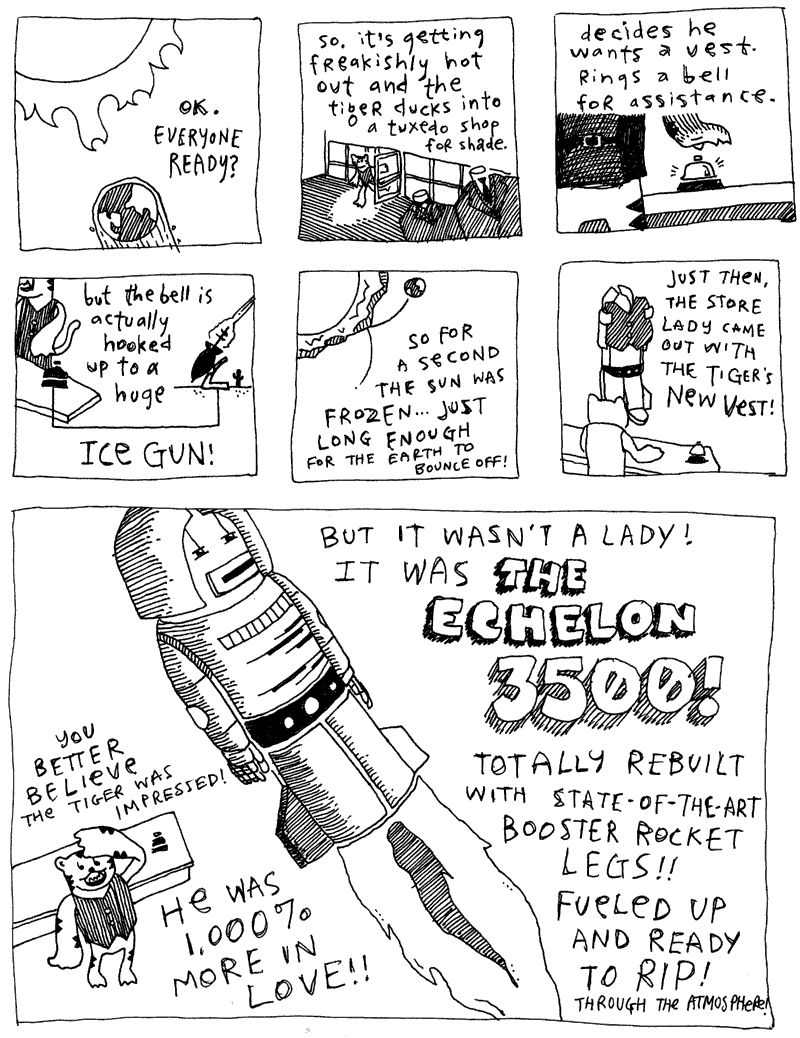 OK.
EVERYONE
READY?
so, it's getting
freakishly hot
out and the
tiger ducks into
a tuxedo shop
for shade.
decides he
wants a vest.
Rings a bell
for assistance.
but the bell is
actually
hooked
up to a
huge
ICE GUN!
SO FOR
A SECOND
THE SUN WAS
FROZEN... JUST
LONG ENOUGH
FOR THE EARTH TO
BOUNCE OFF!
JUST THEN,
THE STORE
LADY CAME
OUT WITH
THE TIGER'S
NEW VEST!
BUT IT WASN'T A LADY!
IT WAS THE
ECHELON
3500!
TOTALLY REBUILT
WITH STATE-OF-THE-ART
BOOSTER ROCKET
LEGS!!
FUELED UP
AND READY
TO RIP!
THROUGH THE ATMOSPHERE!
YOU
BETTER
BELIEVE
THE TIGER WAS
IMPRESSED!
HE WAS
1,000%
MORE IN
LOVE!!